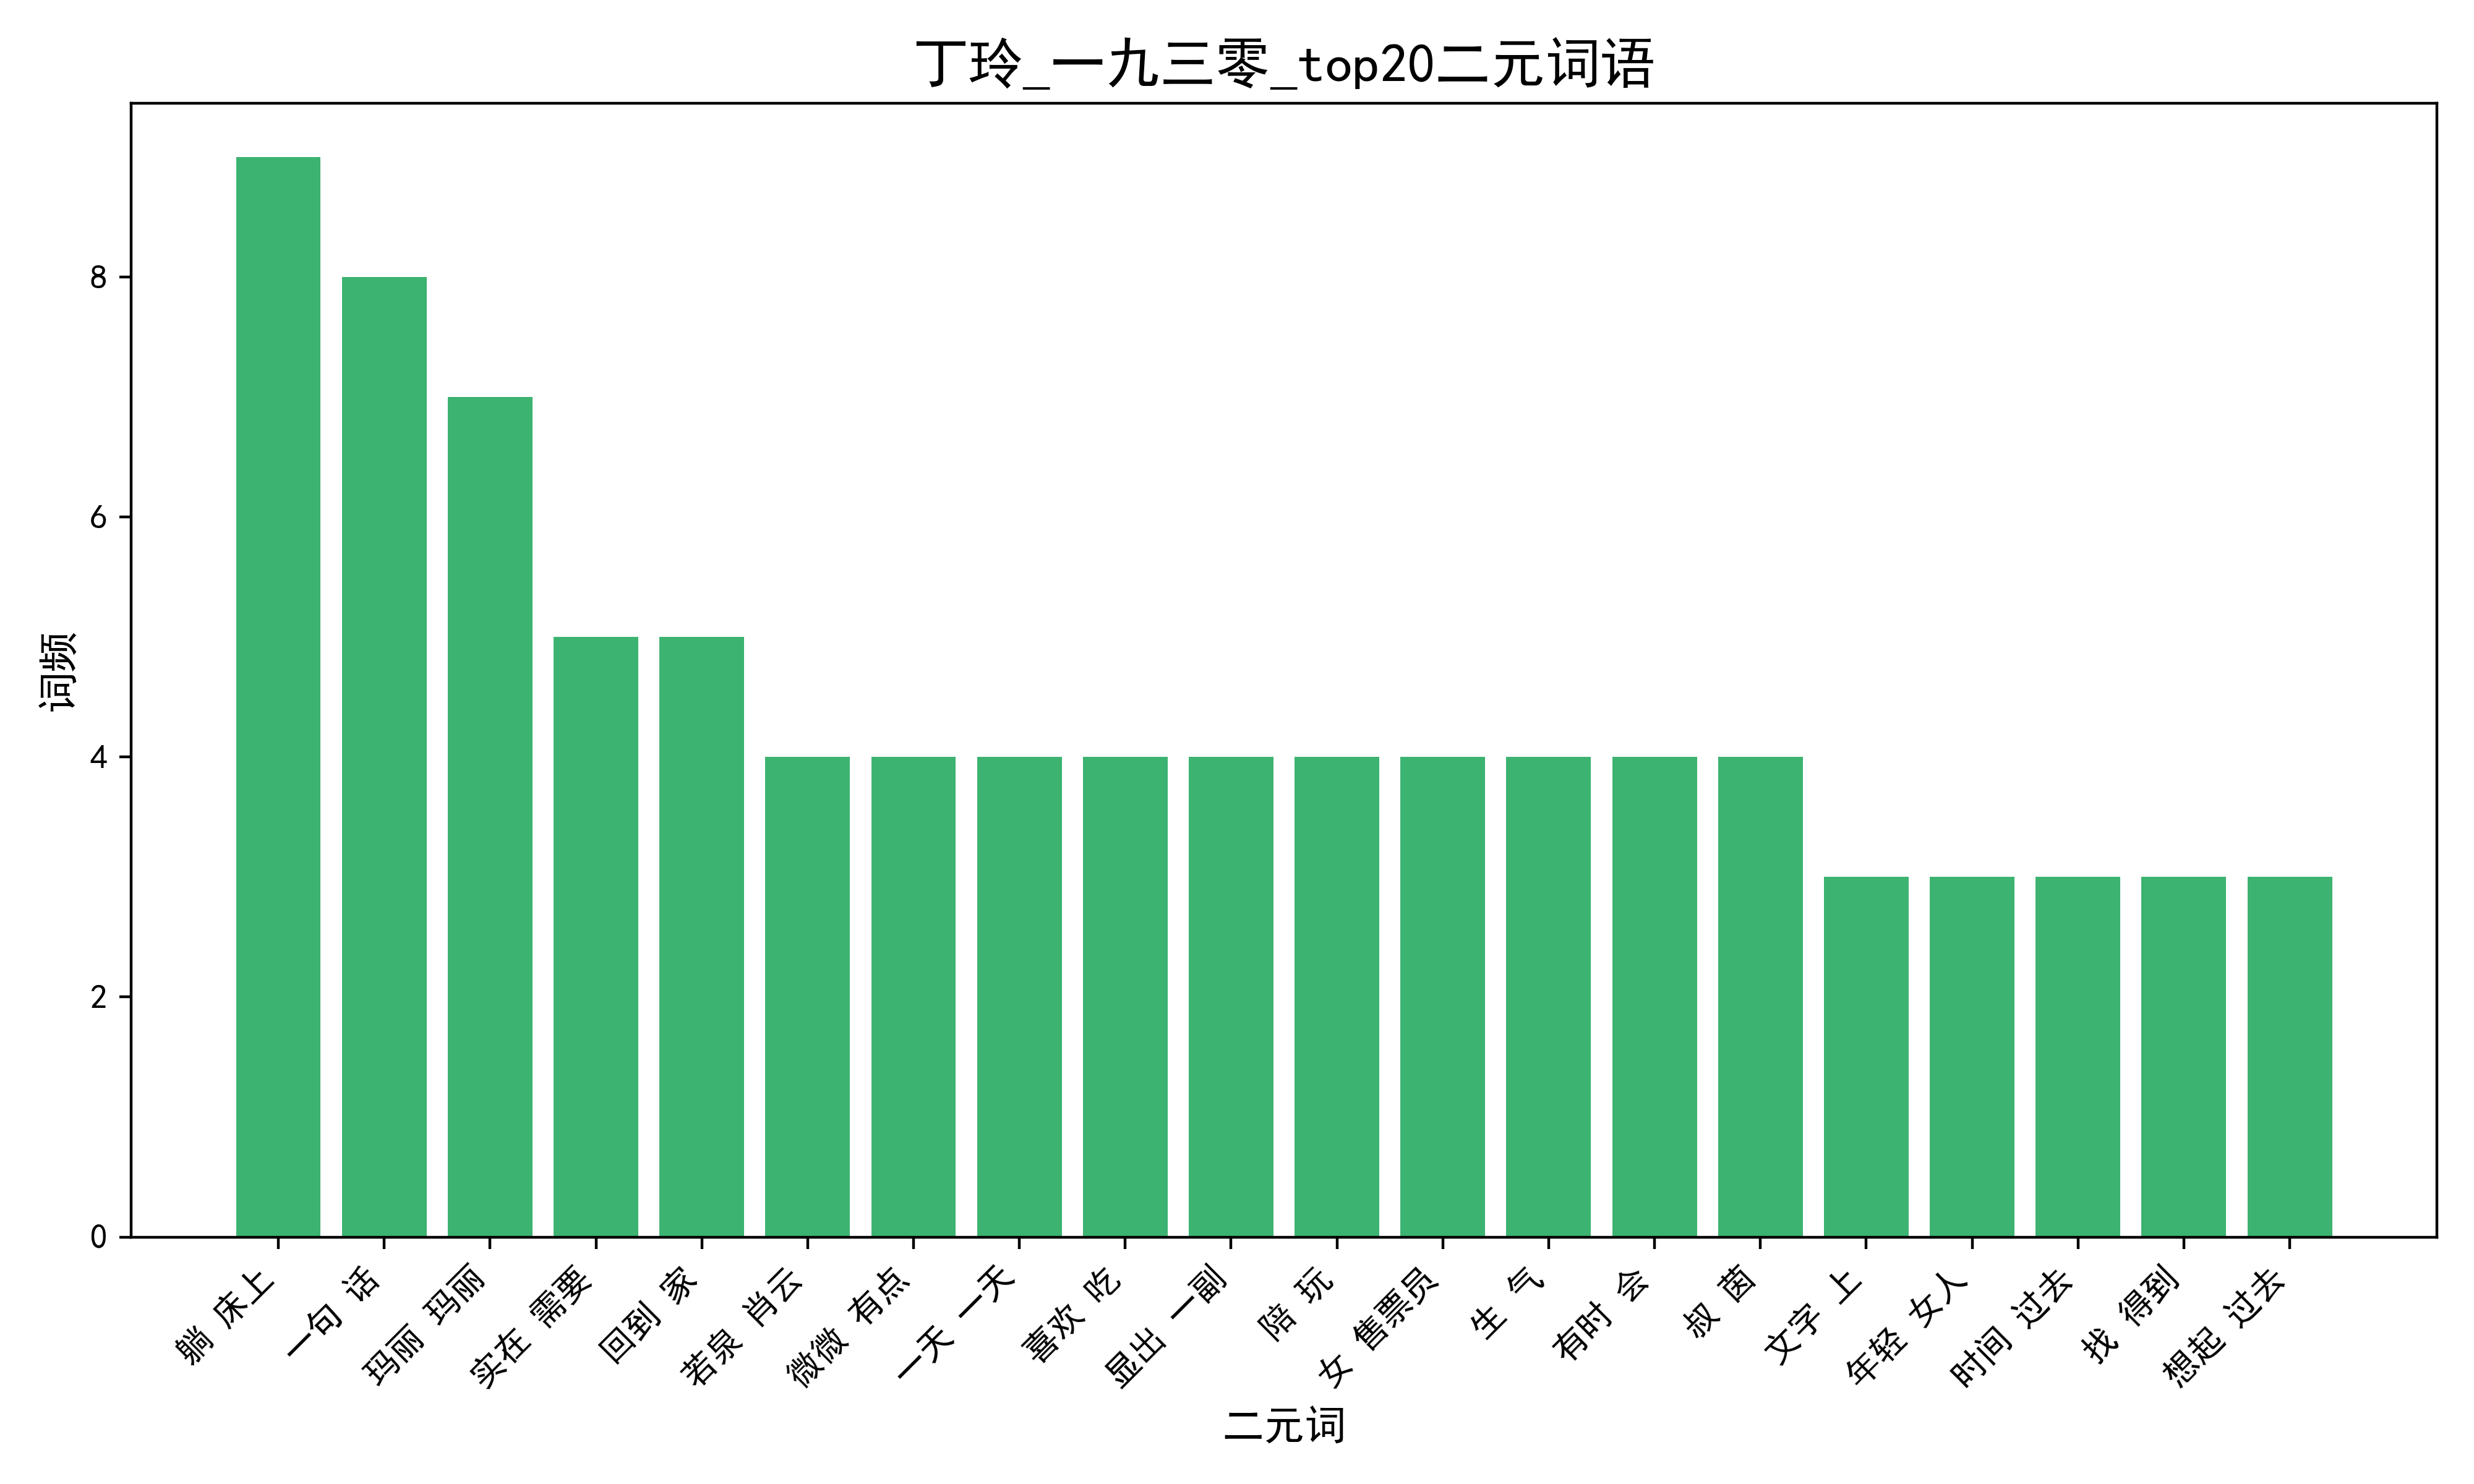 丁玲_一九三零_top20二元词语
词频
8
6
4
2
0
躺 床上
一句 话
玛丽 玛丽
实在 需要
回到 家
若泉 肖云
微微 有点
一天 一天
喜欢 吃
显出 一副
陪 玩
女 售票员
生 气
有时 会
叔 茵
文字 上
年轻 女人
时间 过去
找 得到
想起 过去
二元词